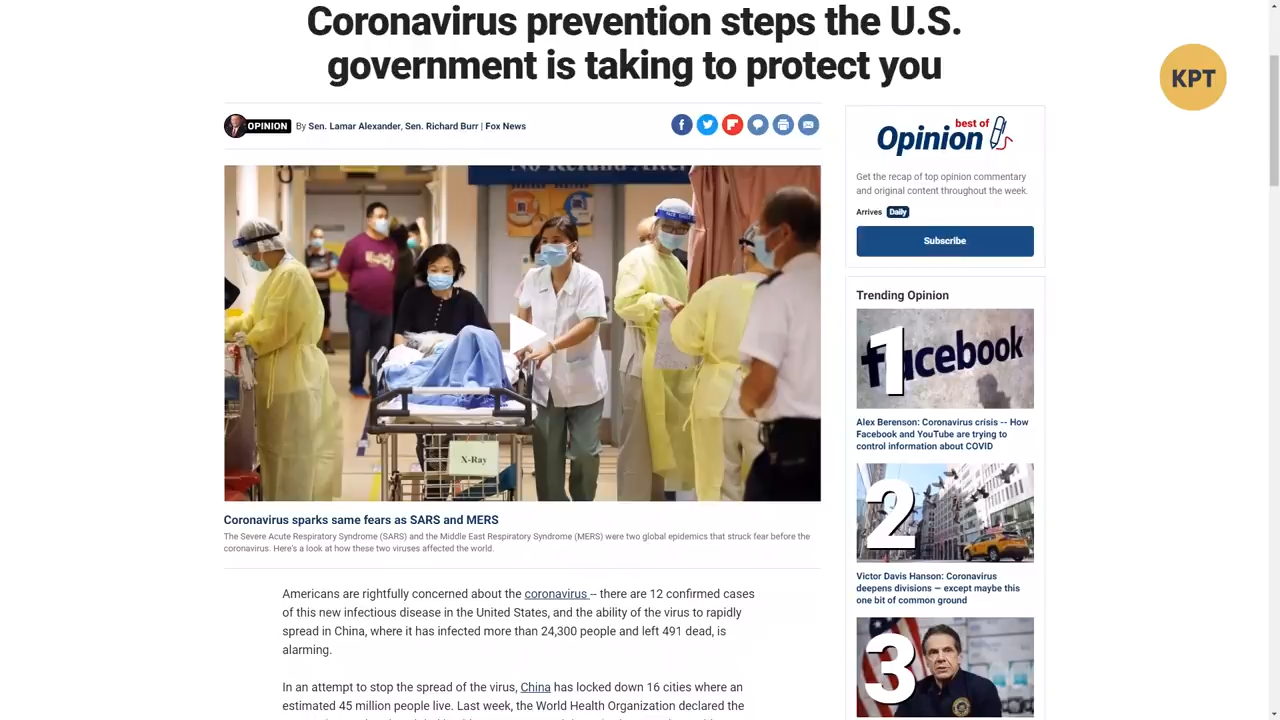 Coronavirus prevention steps the U.S.
government is taking to protect you
KPT
OPINION By Sen. Lamar Alexander, Sen. Richard Burr | Fox News
No Refund After
X-Ray
Coronavirus sparks same fears as SARS and MERS
The Severe Acute Respiratory Syndrome (SARS) and the Middle East Respiratory Syndrome (MERS) were two global epidemics that struck fear before the
coronavirus. Here's a look at how these two viruses affected the world.
Americans are rightfully concerned about the coronavirus -- there are 12 confirmed cases
of this new infectious disease in the United States, and the ability of the virus to rapidly
spread in China, where it has infected more than 24,300 people and left 491 dead, is
alarming.
In an attempt to stop the spread of the virus, China has locked down 16 cities where an
estimated 45 million people live. Last week, the World Health Organization declared the
best of
Opinion
Get the recap of top opinion commentary
and original content throughout the week.
Arrives Daily
Subscribe
Trending Opinion
1
facebook
Alex Berenson: Coronavirus crisis -- How
Facebook and YouTube are trying to
control information about COVID
2
Victor Davis Hanson: Coronavirus
deepens divisions — except maybe this
one bit of common ground
3